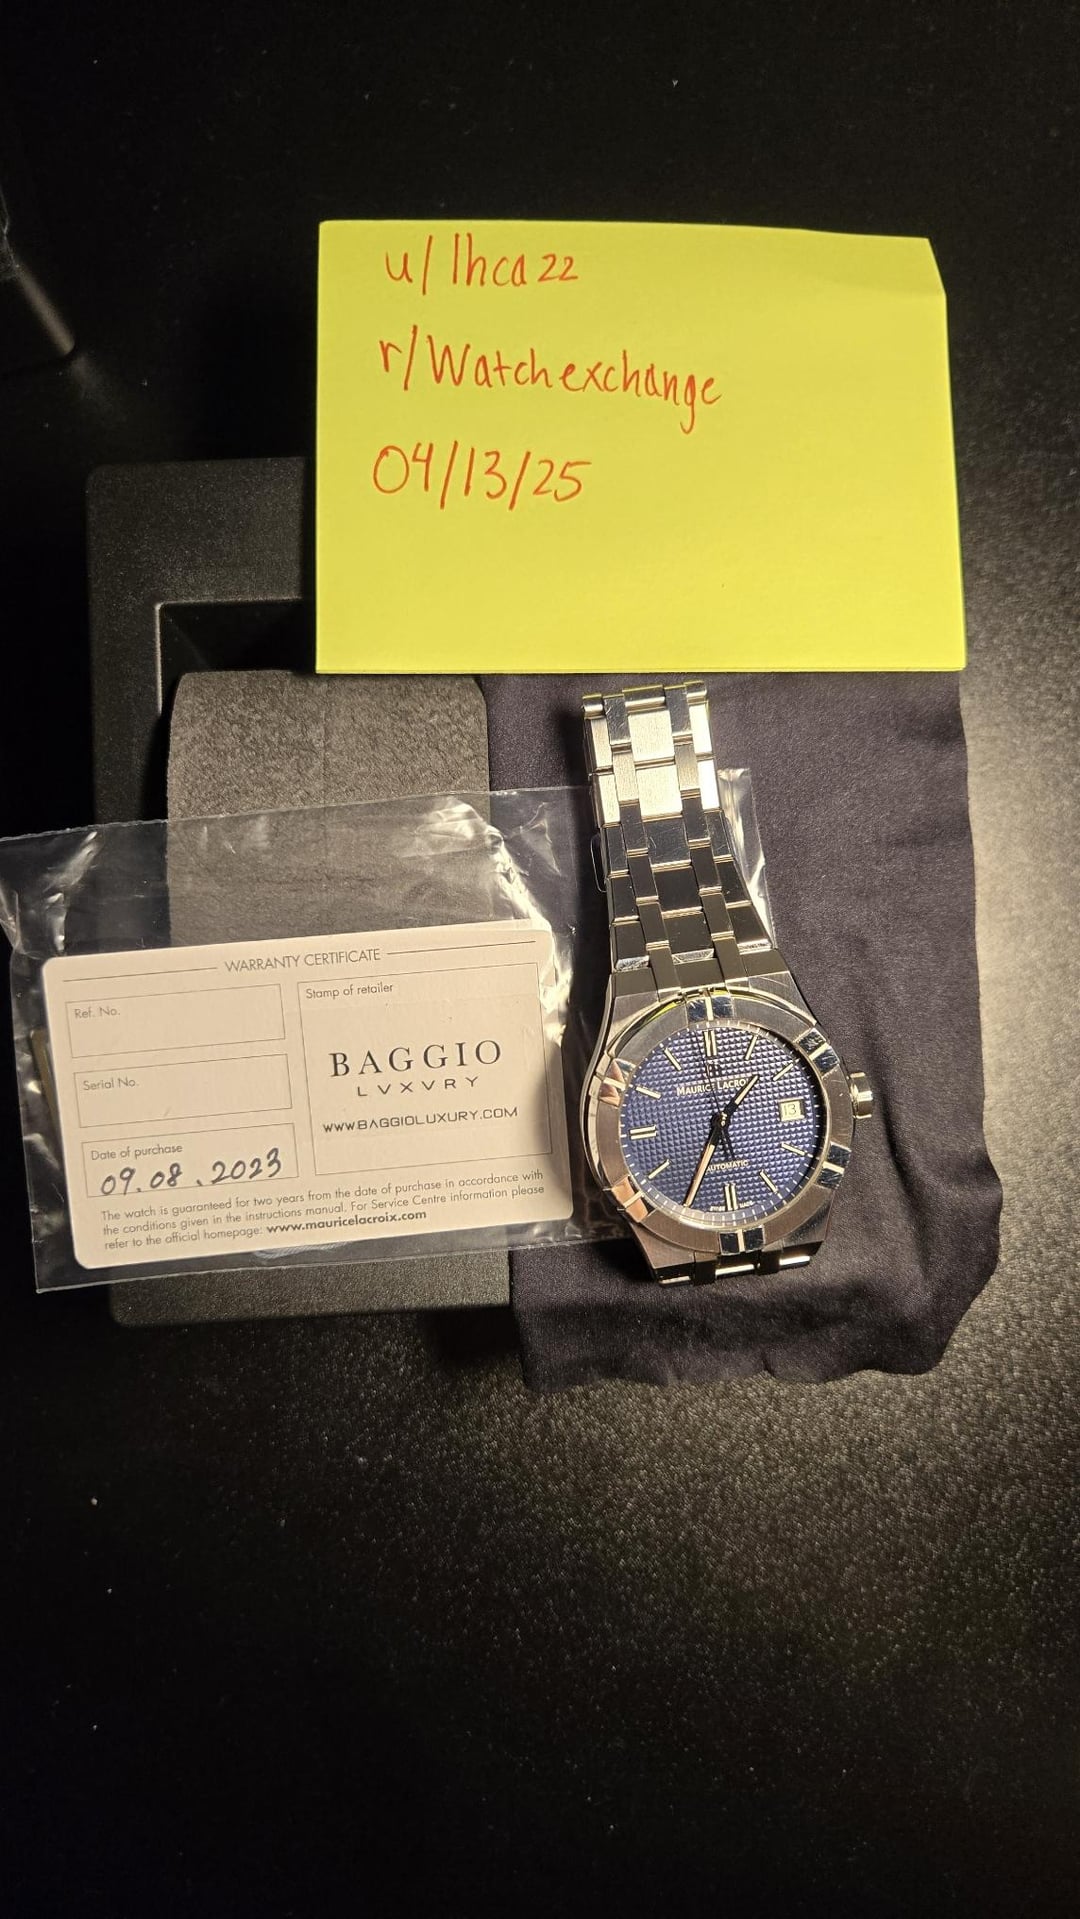 u/lhca22
r/Watchexchange
04/13/25
WARRANTY CERTIFICATE
Ref. No.
Serial No.
Date of purchase
09.08.2023
Stamp of retailer
BAGGIO
LVXVRY
WWW.BAGGIOLUXURY.COM
The watch is guaranteed for two years from the date of purchase in accordance with
the conditions given in the instructions manual. For Service Centre information please
refer to the official homepage: www.mauricelacroix.com
MAURICE LACRO
13
AUTOMATIC